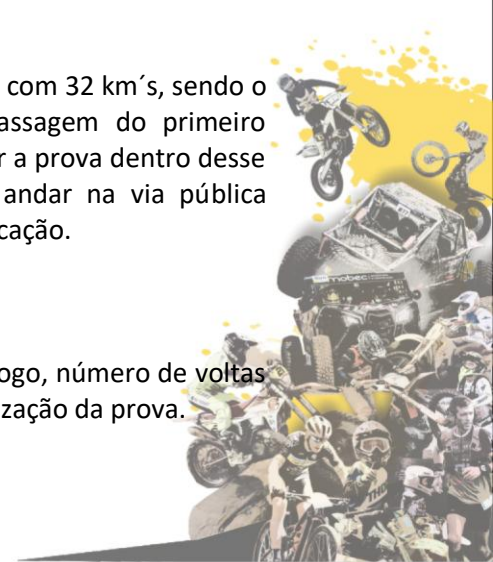 com 32 km´s, sendo o
assagem do primeiro
r a prova dentro desse
andar na via pública
cação.
ogo, número de voltas
zação da prova.
mobec